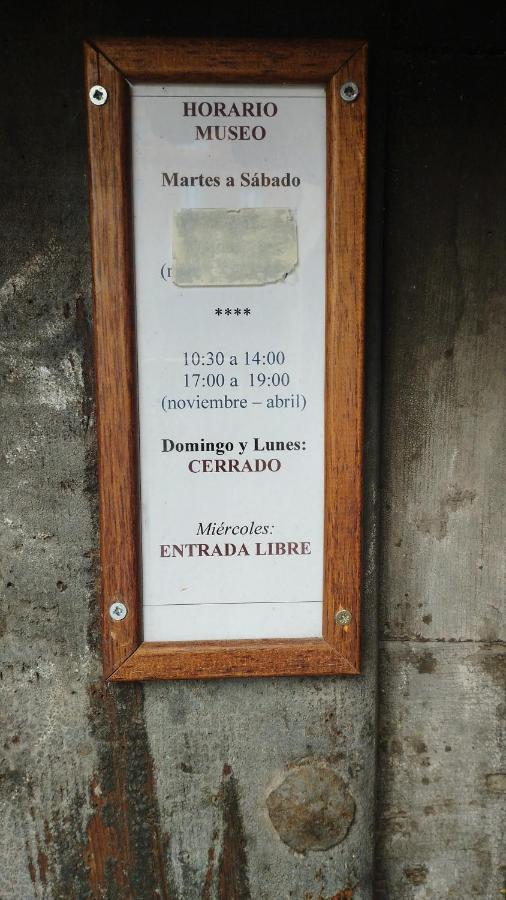 HORARIO
MUSEO
Martes a Sábado
****
10:30 a 14:00
17:00 a 19:00
(noviembre – abril)
Domingo y Lunes:
CERRADO
Miércoles:
ENTRADA LIBRE